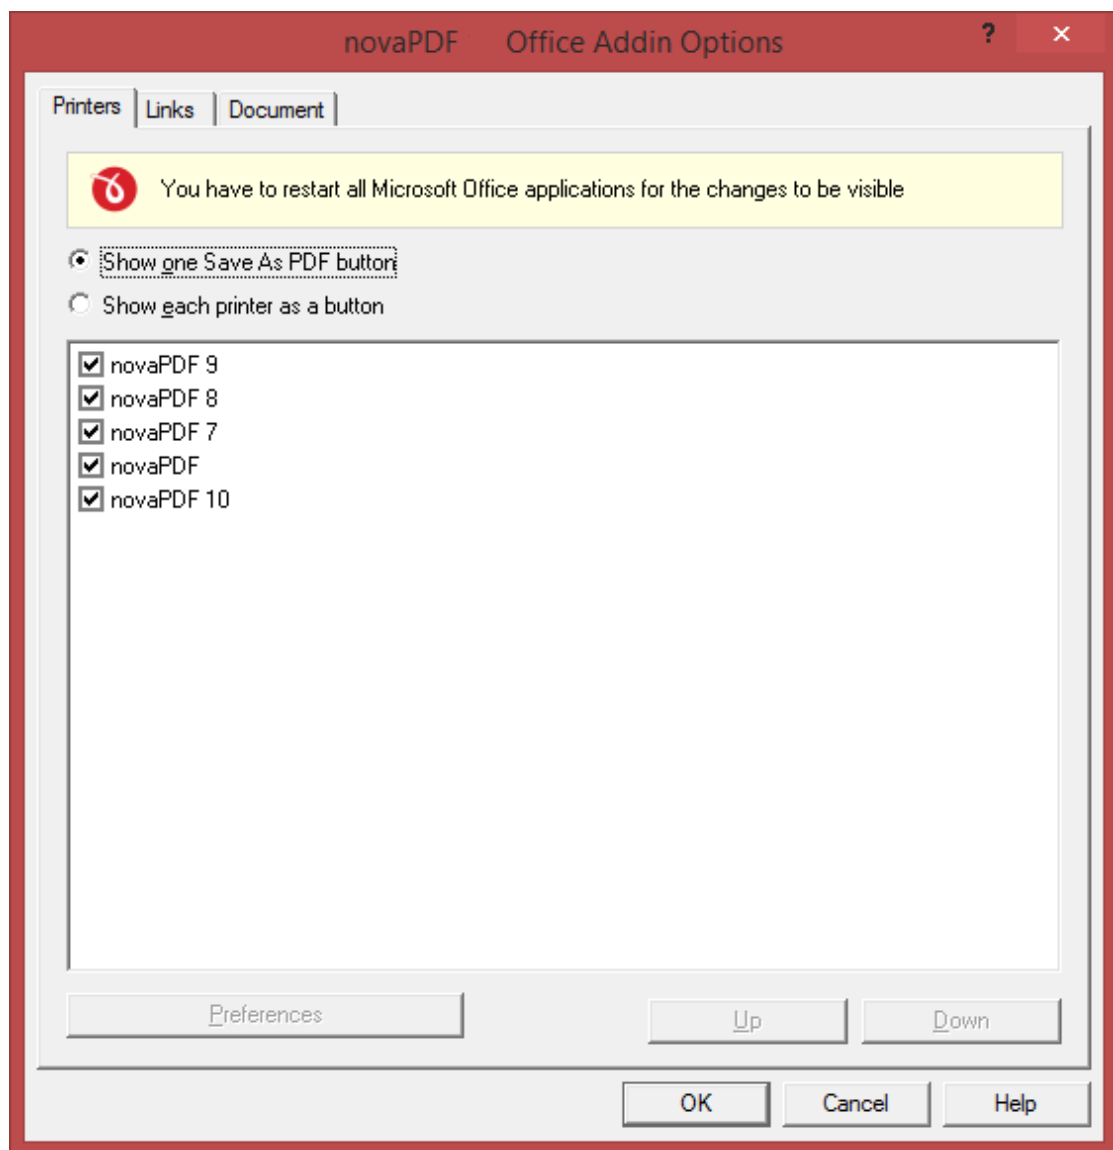 novaPDF Office Addin Options ? ×
Printers Links Document
You have to restart all Microsoft Office applications for the changes to be visible
Show one Save As PDF button
Show each printer as a button
novaPDF 9
novaPDF 8
novaPDF 7
novaPDF
novaPDF 10
Preferences Up Down
OK Cancel Help